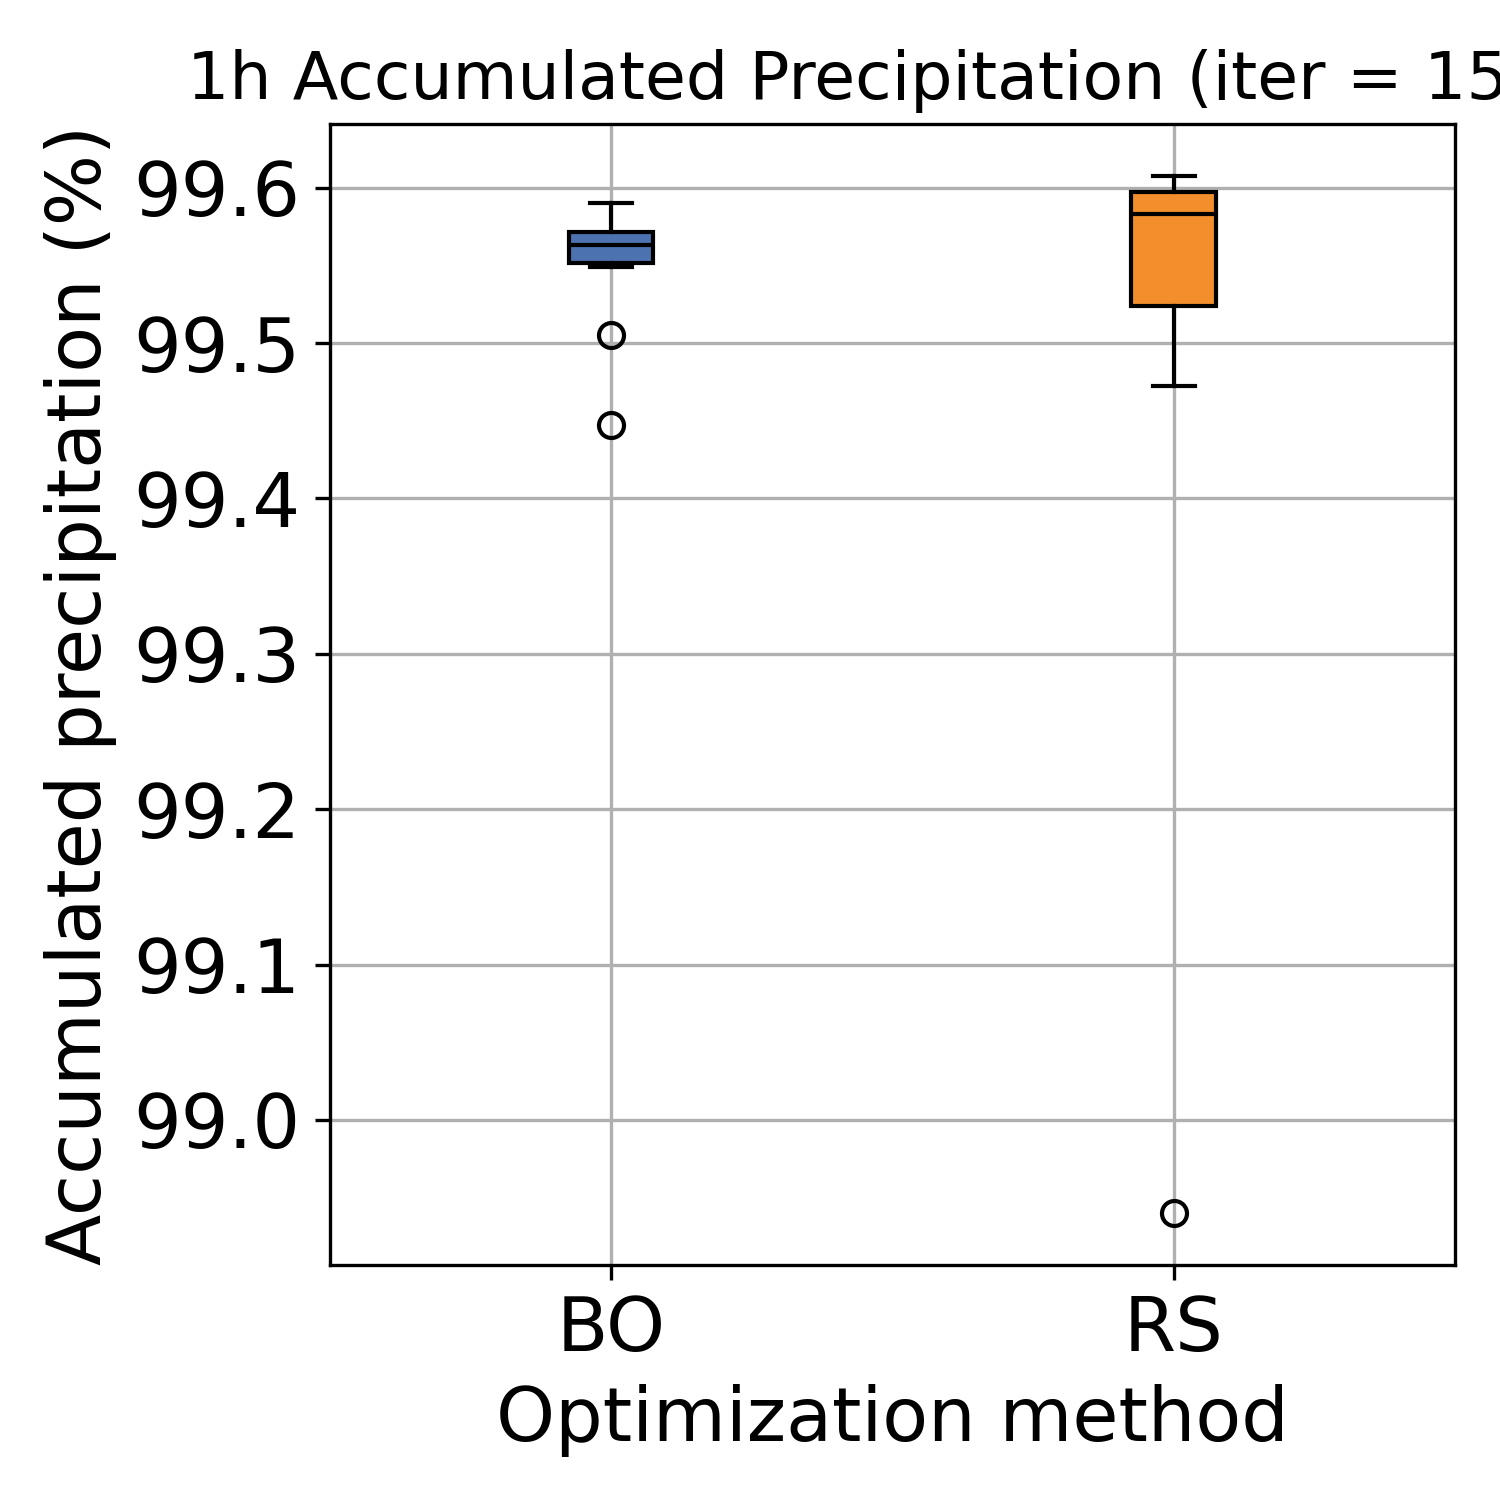 1h Accumulated Precipitation (iter = 15
Accumulated precipitation (%)
99.6
99.5
99.4
99.3
99.2
99.1
99.0
BO
RS
Optimization method